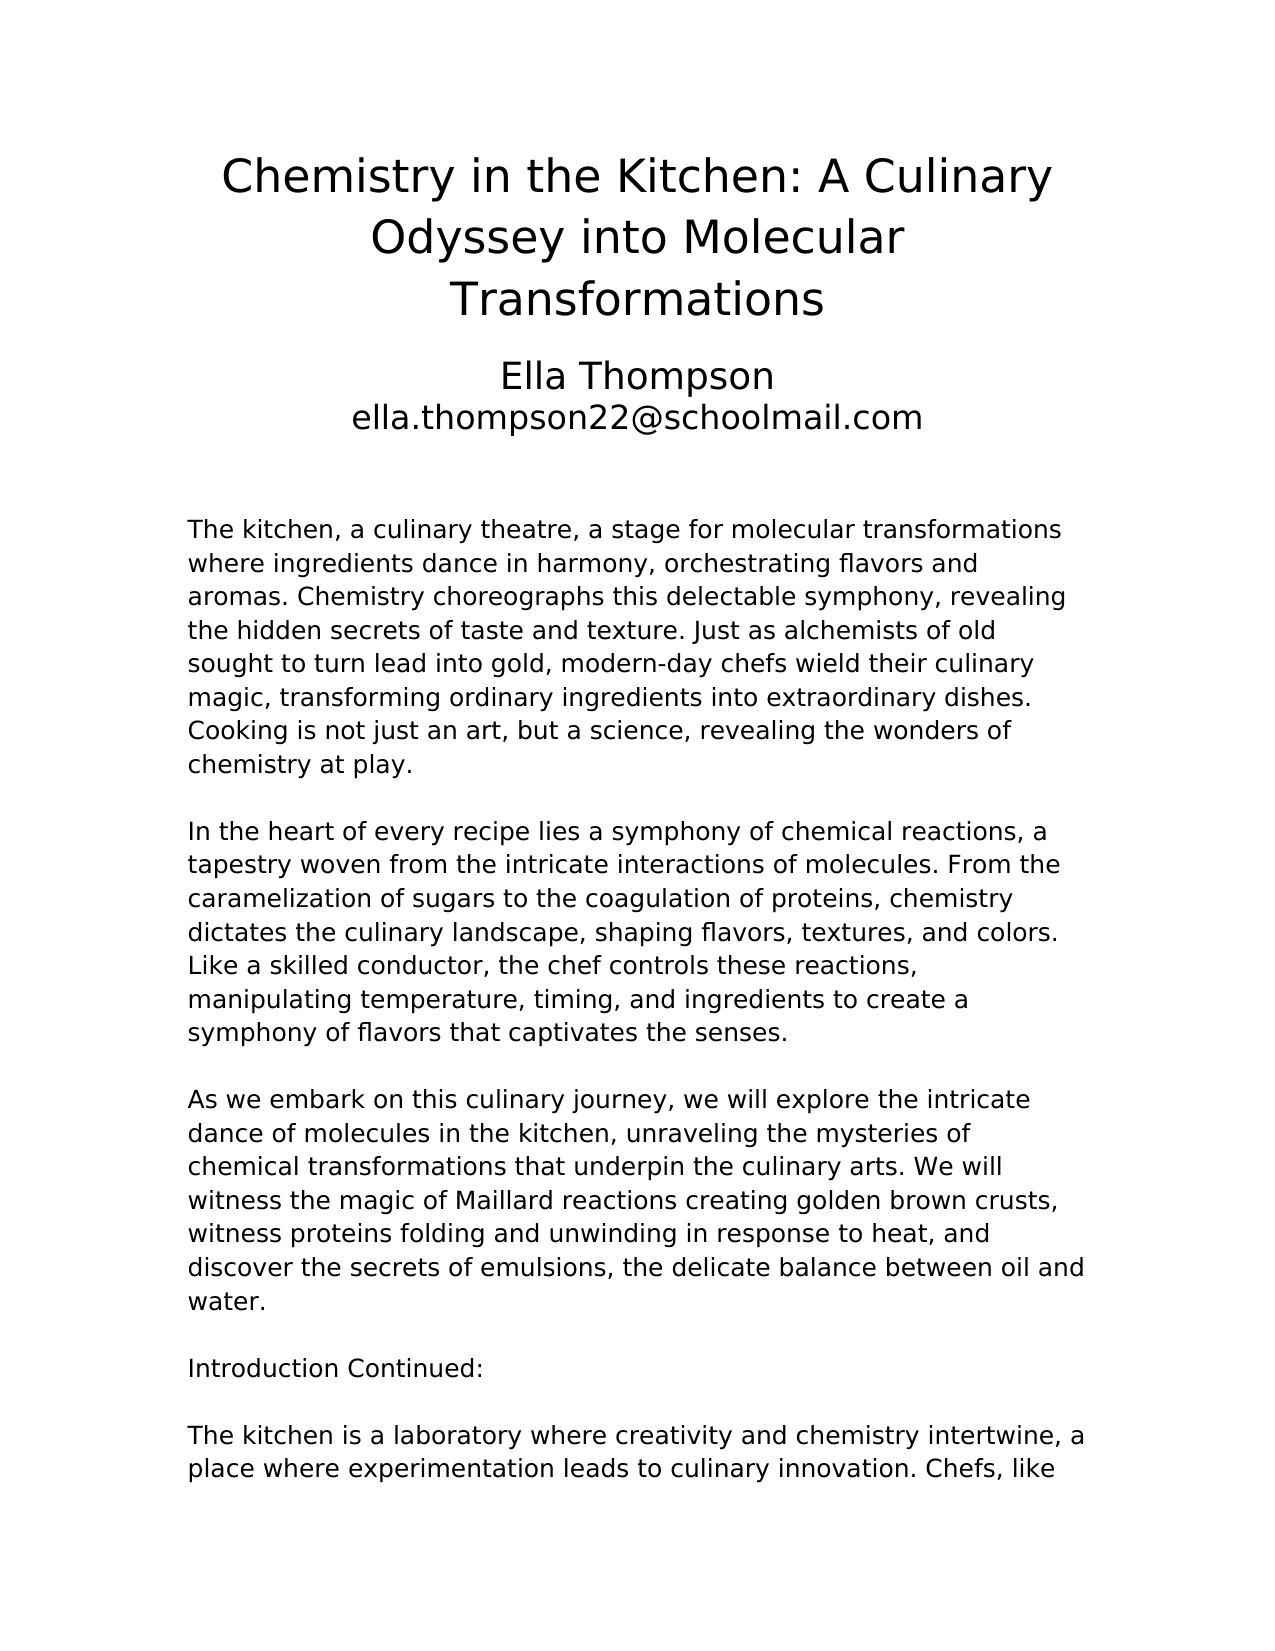 Chemistry in the Kitchen: A Culinary
Odyssey into Molecular
Transformations
Ella Thompson
ella.thompson22@schoolmail.com
The kitchen, a culinary theatre, a stage for molecular transformations
where ingredients dance in harmony, orchestrating flavors and
aromas. Chemistry choreographs this delectable symphony, revealing
the hidden secrets of taste and texture. Just as alchemists of old
sought to turn lead into gold, modern-day chefs wield their culinary
magic, transforming ordinary ingredients into extraordinary dishes.
Cooking is not just an art, but a science, revealing the wonders of
chemistry at play.
In the heart of every recipe lies a symphony of chemical reactions, a
tapestry woven from the intricate interactions of molecules. From the
caramelization of sugars to the coagulation of proteins, chemistry
dictates the culinary landscape, shaping flavors, textures, and colors.
Like a skilled conductor, the chef controls these reactions,
manipulating temperature, timing, and ingredients to create a
symphony of flavors that captivates the senses.
As we embark on this culinary journey, we will explore the intricate
dance of molecules in the kitchen, unraveling the mysteries of
chemical transformations that underpin the culinary arts. We will
witness the magic of Maillard reactions creating golden brown crusts,
witness proteins folding and unwinding in response to heat, and
discover the secrets of emulsions, the delicate balance between oil and
water.
Introduction Continued:
The kitchen is a laboratory where creativity and chemistry intertwine, a
place where experimentation leads to culinary innovation. Chefs, like